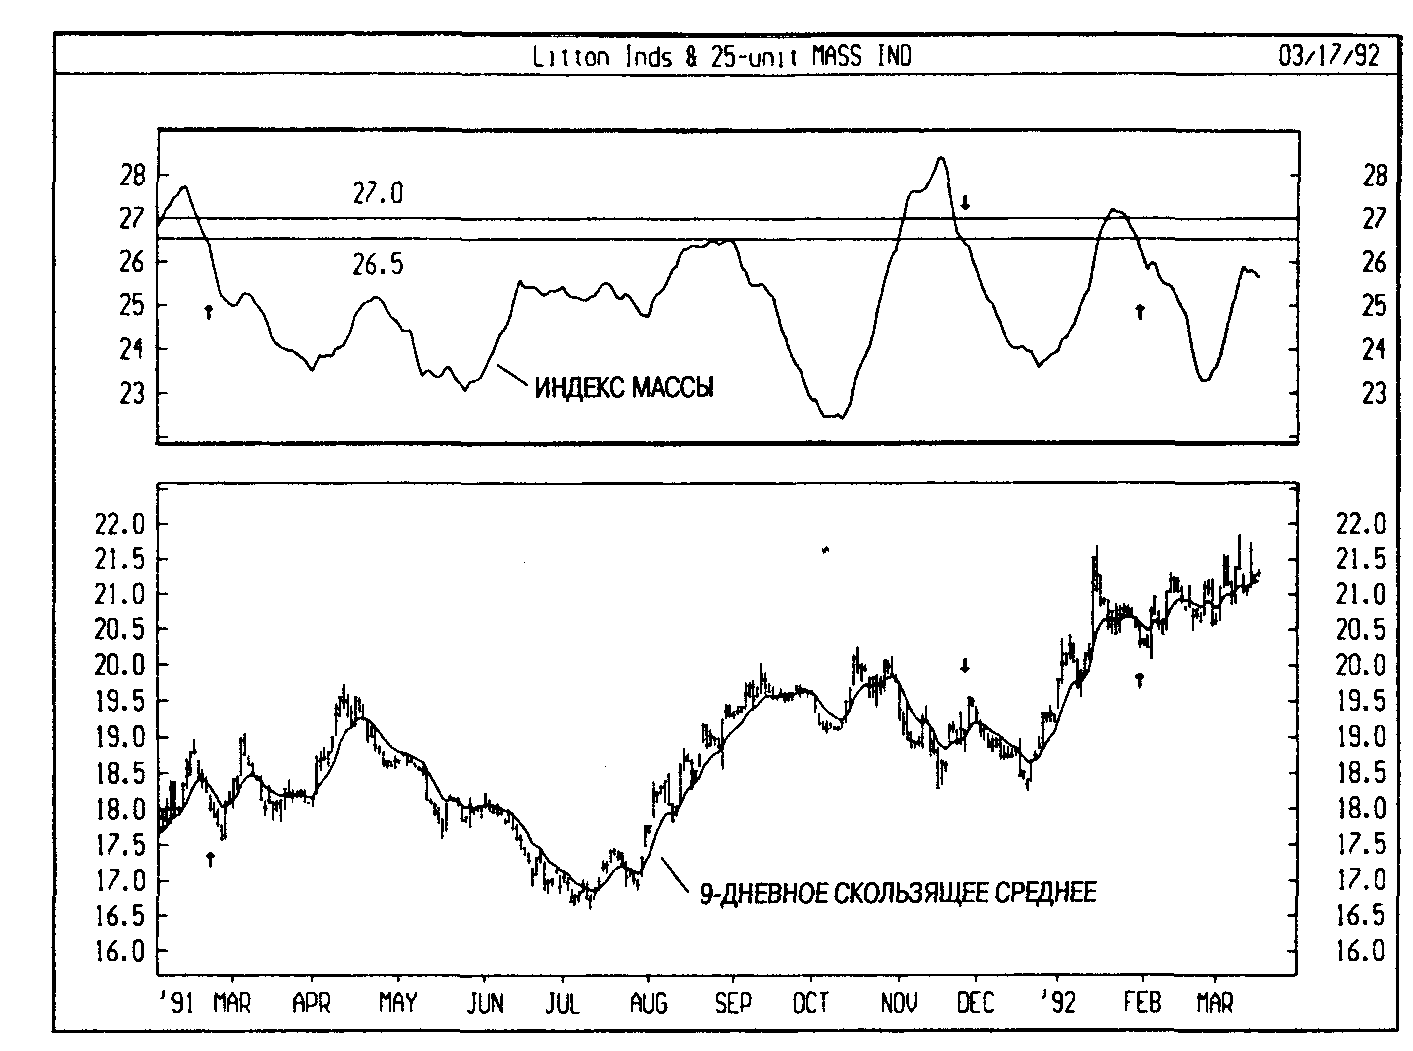 Litton Inds & 25-unit MASS IND 03/17/92
28 27.0 28
27 27
26 26.5 26
25 25
24 24
23 ИНДЕКС МАССЫ 23
22.0 22.0
21.5 21.5
21.0 21.0
20.5 20.5
20.0 20.0
19.5 19.5
19.0 19.0
18.5 18.5
18.0 18.0
17.5 17.5
17.0 9-ДНЕВНОЕ СКОЛЬЗЯЩЕЕ СРЕДНЕЕ 17.0
16.5 16.5
16.0 16.0
'91 MAR APR MAY JUN JUL AUG SEP OCT NOV DEC '92 FEB MAR